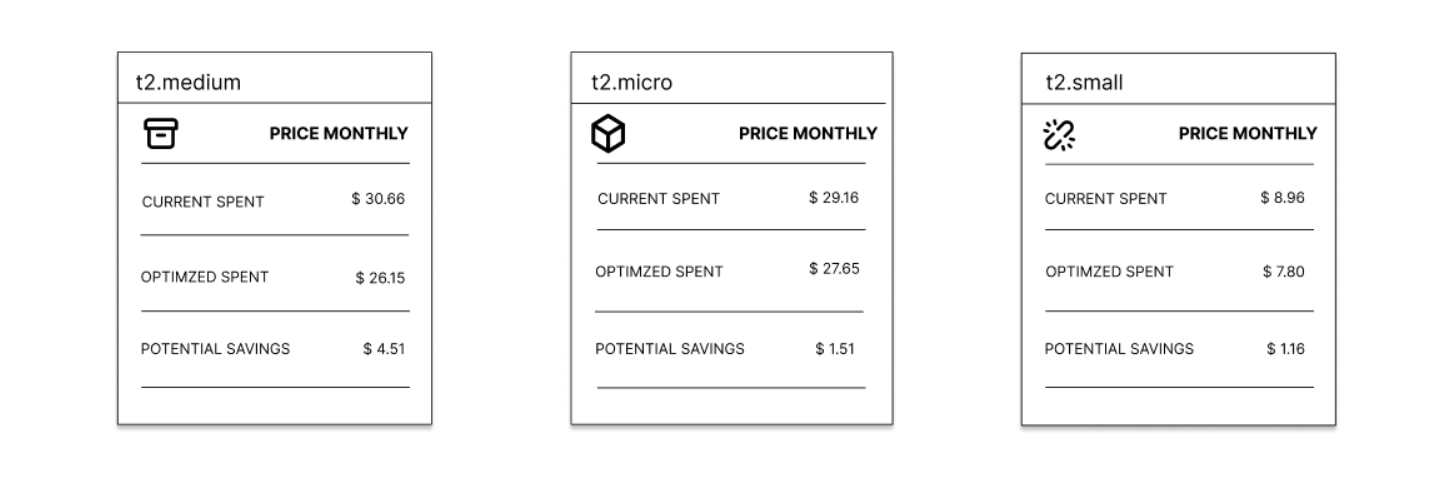 t2.medium
PRICE MONTHLY
CURRENT SPENT $ 30.66
OPTIMZED SPENT $ 26.15
POTENTIAL SAVINGS $ 4.51
t2.micro
PRICE MONTHLY
CURRENT SPENT $ 29.16
OPTIMZED SPENT $ 27.65
POTENTIAL SAVINGS $ 1.51
t2.small
PRICE MONTHLY
CURRENT SPENT $ 8.96
OPTIMZED SPENT $ 7.80
POTENTIAL SAVINGS $ 1.16